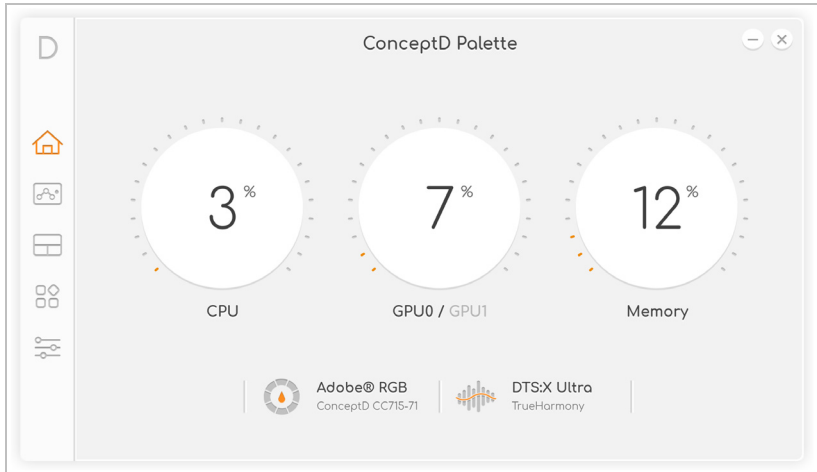 D
ConceptD Palette
3 %
7 %
12 %
CPU
GPU0 / GPU1
Memory
Adobe® RGB
ConceptD CC715-71
DTS:X Ultra
TrueHarmony